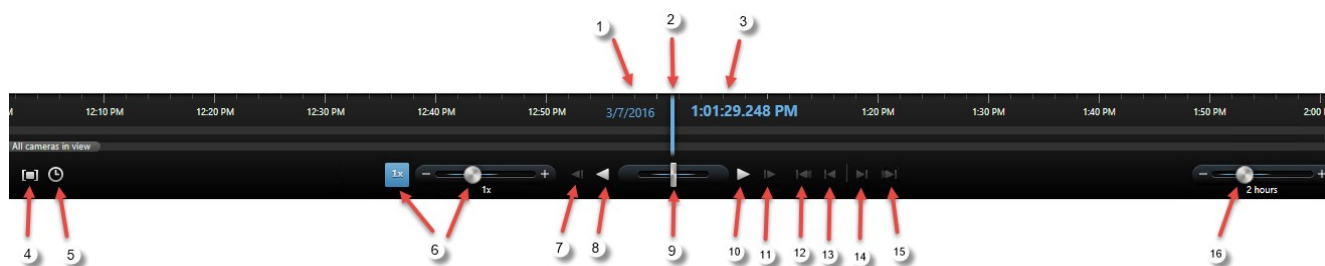 1 2 3
M 12:10 PM 12:20 PM 12:30 PM 12:40 PM 12:50 PM 3/7/2016 1:01:29.248 PM 1:20 PM 1:30 PM 1:40 PM 1:50 PM 2:00
All cameras in view
1x − +
− +
1x
2 hours
4 5 6 7 8 9 10 11 12 13 14 15 16